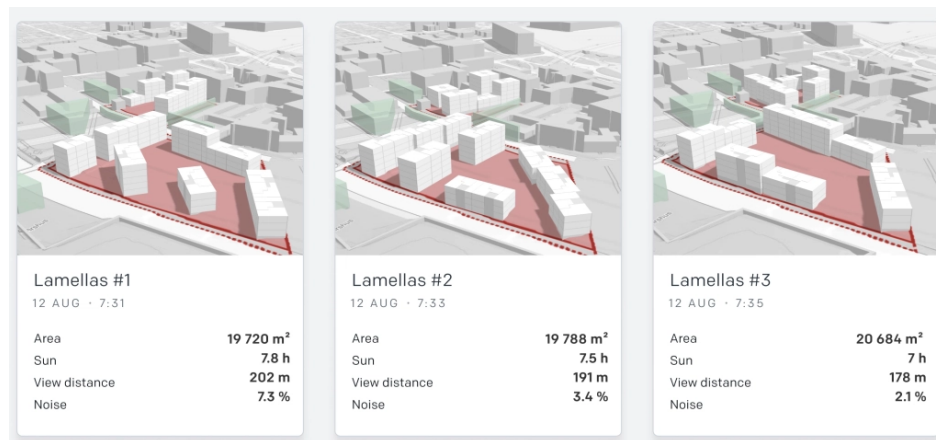 Lamellas #1
12 AUG · 7:31
Area 19 720 m²
Sun 7.8 h
View distance 202 m
Noise 7.3 %
Lamellas #2
12 AUG · 7:33
Area 19 788 m²
Sun 7.5 h
View distance 191 m
Noise 3.4 %
Lamellas #3
12 AUG · 7:35
Area 20 684 m²
Sun 7 h
View distance 178 m
Noise 2.1 %